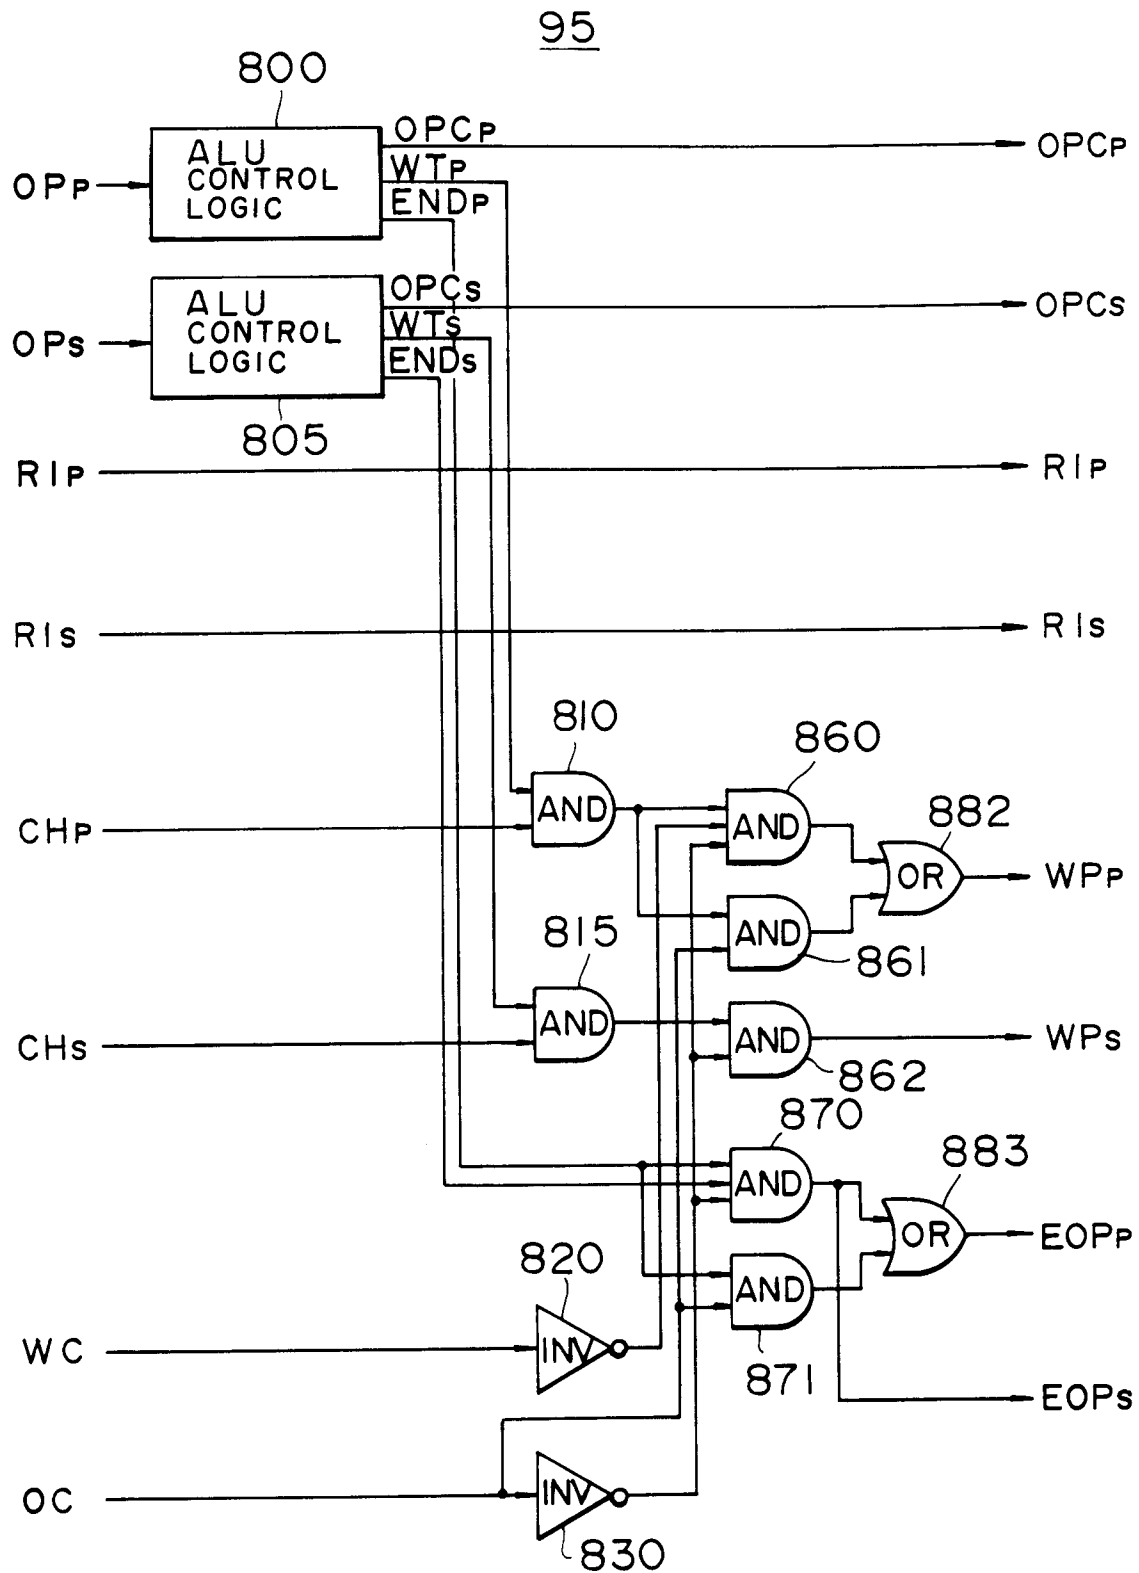 95
800
OPP
ALU
CONTROL
LOGIC
OPCP
WTP
ENDP
OPCP
OPS
ALU
CONTROL
LOGIC
OPCS
WTS
ENDS
OPCS
805
RIP
RIP
RIS
RIS
810
860
CHP
AND
AND
882
OR
WPP
AND
861
815
CHS
AND
AND
WPS
862
870
AND
883
OR
EOPP
820
AND
WC
INV
871
EOPS
OC
INV
830